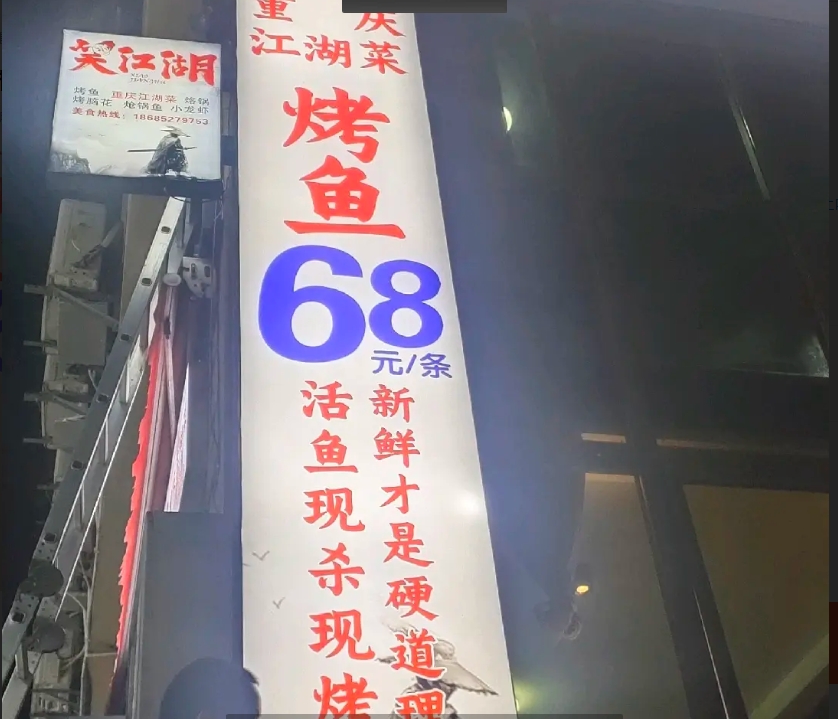 笑江湖
烤鱼 重庆江湖菜 烙锅
烤脑花 炝锅鱼 小龙虾
美食热线：18685279753
重庆
江湖菜
烤鱼
68
元/条
新鲜才是硬道理
活鱼现杀现烤